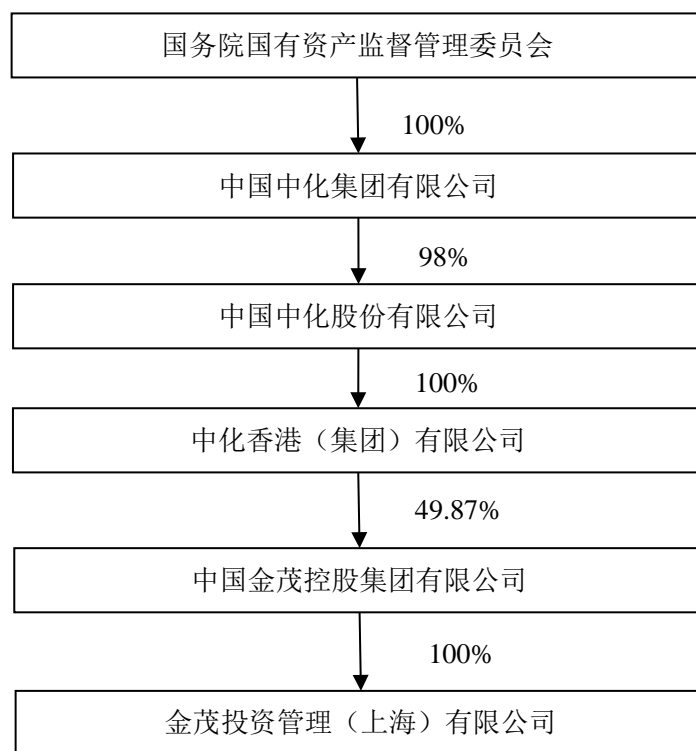 国务院国有资产监督管理委员会
100%
中国中化集团有限公司
98%
中国中化股份有限公司
100%
中化香港（集团）有限公司
49.87%
中国金茂控股集团有限公司
100%
金茂投资管理（上海）有限公司